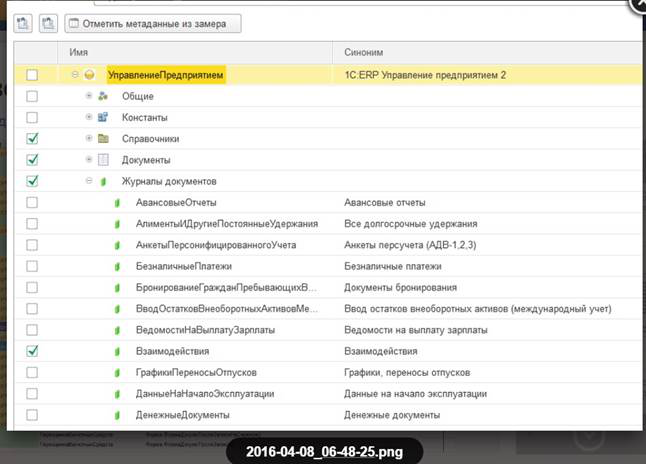 Отметить метаданные из замера
Имя Синоним
УправлениеПредприятием 1С:ERP Управление предприятием 2
Общие
Константы
Справочники
Документы
Журналы документов
АвансовыеОтчеты Авансовые отчеты
АлиментыИДругиеПостоянныеУдержания Все долгосрочные удержания
АнкетыПерсонифицированногоУчета Анкеты персучета (АДВ-1,2,3)
БезналичныеПлатежи Безналичные платежи
БронированиеГражданПребывающихВ... Документы бронирования
ВводОстатковВнеоборотныхАктивовМе... Ввод остатков внеоборотных активов (международный учет)
ВедомостиНаВыплатуЗарплаты Ведомости на выплату зарплаты
Взаимодействия Взаимодействия
ГрафикиПереносыОтпусков Графики, переносы отпусков
ДанныеНаНачалоЭксплуатации Данные на начало эксплуатации
ДенежныеДокументы Денежные документы
2016-04-08_06-48-25.png